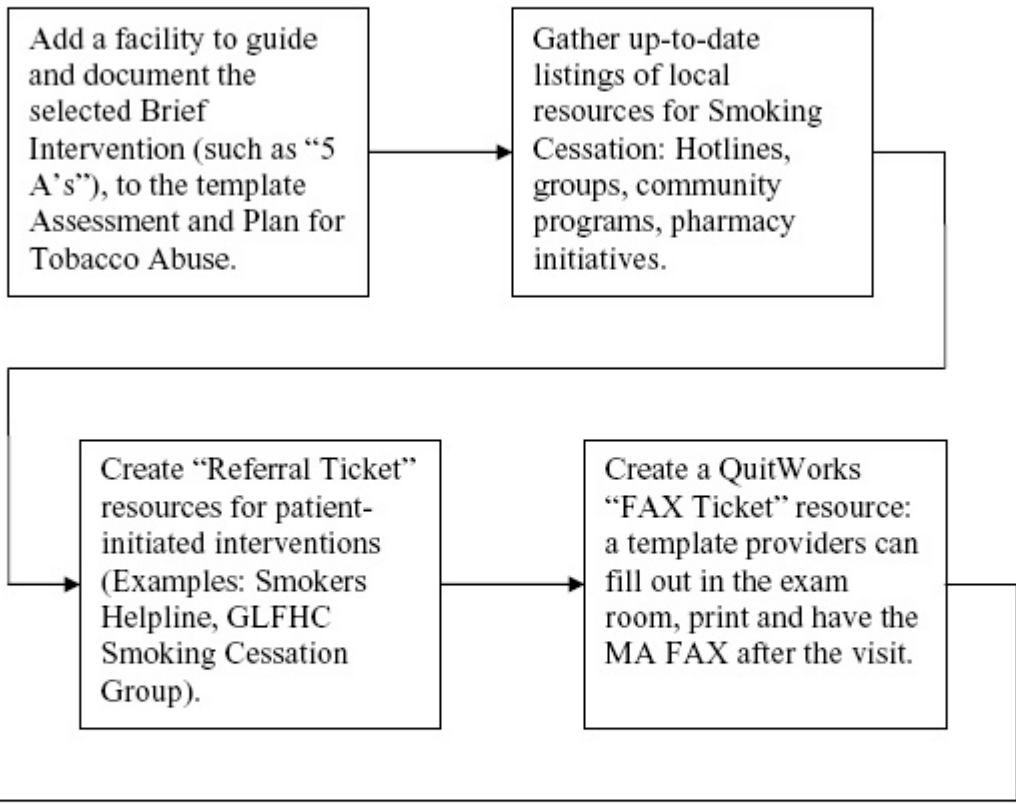 Add a facility to guide
and document the
selected Brief
Intervention (such as “5
A’s”), to the template
Assessment and Plan for
Tobacco Abuse.
Gather up-to-date
listings of local
resources for Smoking
Cessation: Hotlines,
groups, community
programs, pharmacy
initiatives.
Create “Referral Ticket”
resources for patient-
initiated interventions
(Examples: Smokers
Helpline, GLFHC
Smoking Cessation
Group).
Create a QuitWorks
“FAX Ticket” resource:
a template providers can
fill out in the exam
room, print and have the
MA FAX after the visit.